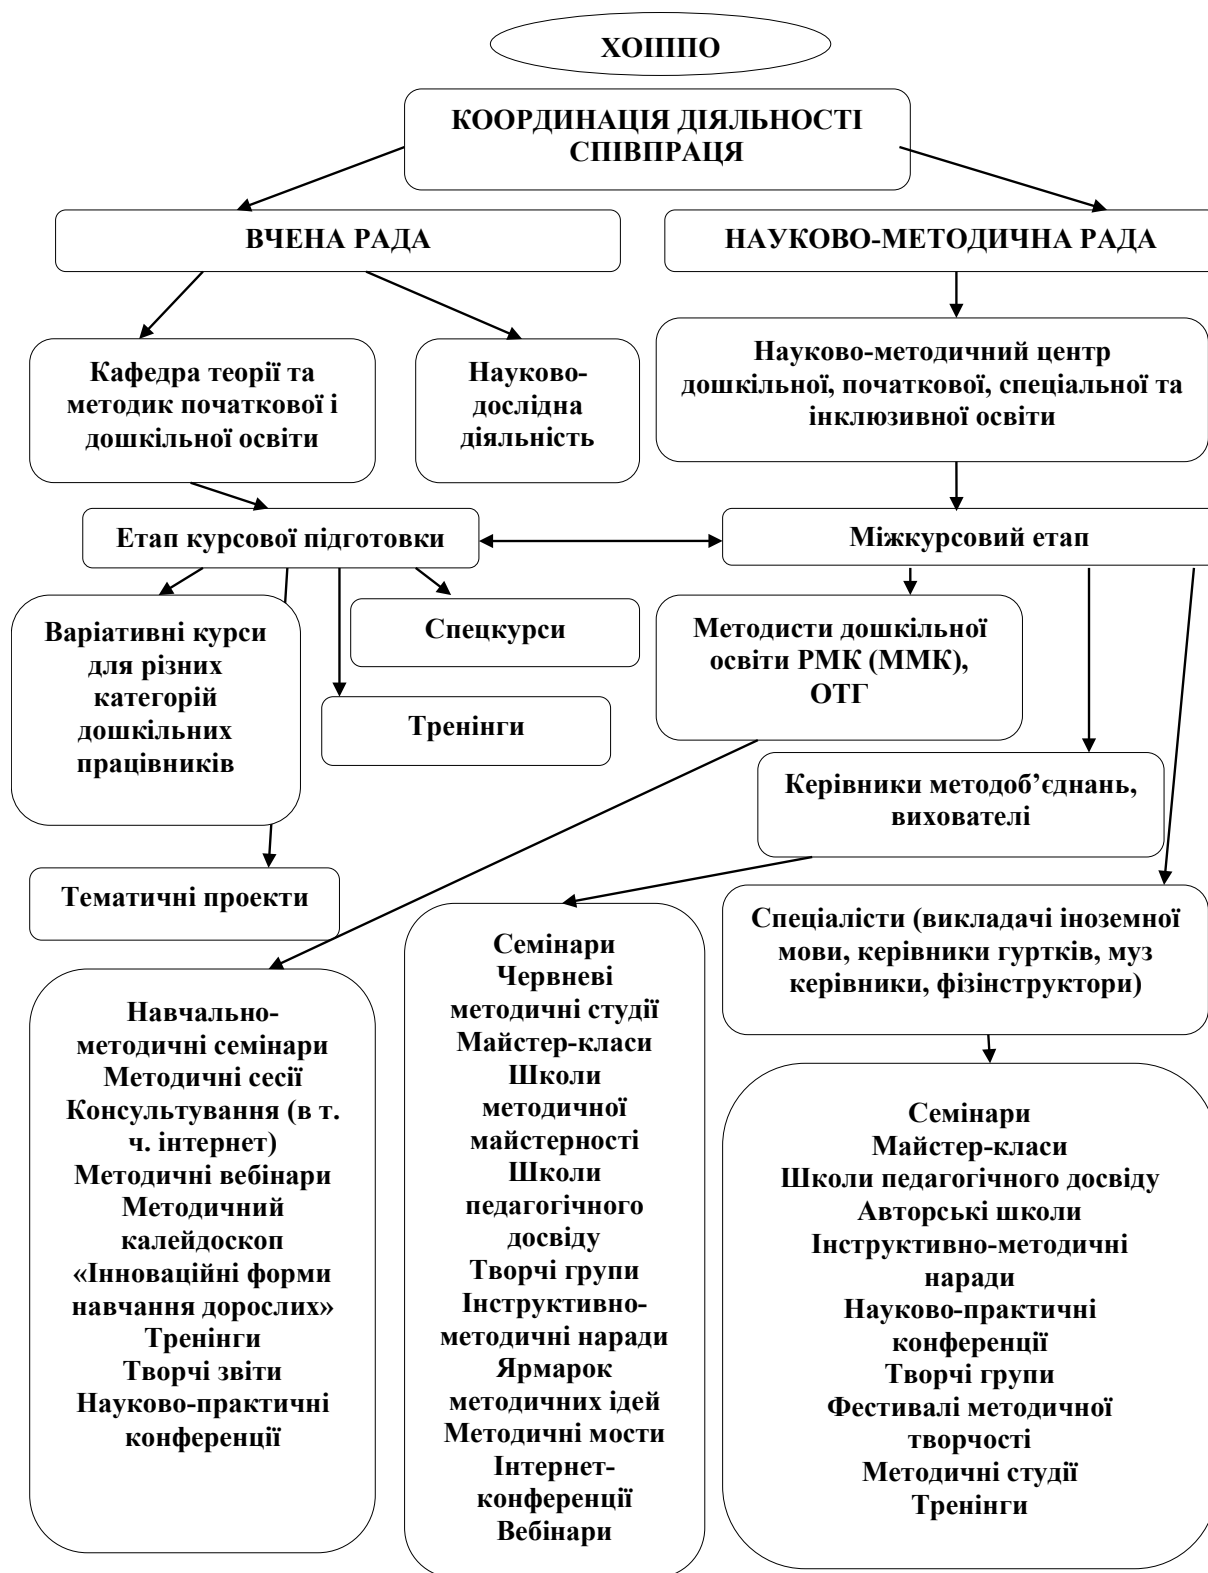 ХОІППО
КООРДИНАЦІЯ ДІЯЛЬНОСТІ
СПІВПРАЦЯ
ВЧЕНА РАДА
НАУКОВО-МЕТОДИЧНА РАДА
Кафедра теорії та
методик початкової і
дошкільної освіти
Науково-
дослідна
діяльність
Науково-методичний центр
дошкільної, початкової, спеціальної та
інклюзивної освіти
Етап курсової підготовки
Міжкурсовий етап
Варіативні курси
для різних
категорій
дошкільних
працівників
Спецкурси
Тренінги
Методисти дошкільної
освіти РМК (ММК),
ОТГ
Керівники методоб’єднань,
вихователі
Тематичні проекти
Спеціалісти (викладачі іноземної
мови, керівники гуртків, муз
керівники, фізінструктори)
Навчально-
методичні семінари
Методичні сесії
Консультування (в т.
ч. інтернет)
Методичні вебінари
Методичний
калейдоскоп
«Інноваційні форми
навчання дорослих»
Тренінги
Творчі звіти
Науково-практичні
конференції
Семінари
Червневі
методичні студії
Майстер-класи
Школи
методичної
майстерності
Школи
педагогічного
досвіду
Творчі групи
Інструктивно-
методичні наради
Ярмарок
методичних ідей
Методичні мости
Інтернет-
конференції
Вебінари
Семінари
Майстер-класи
Школи педагогічного досвіду
Авторські школи
Інструктивно-методичні
наради
Науково-практичні
конференції
Творчі групи
Фестивалі методичної
творчості
Методичні студії
Тренінги